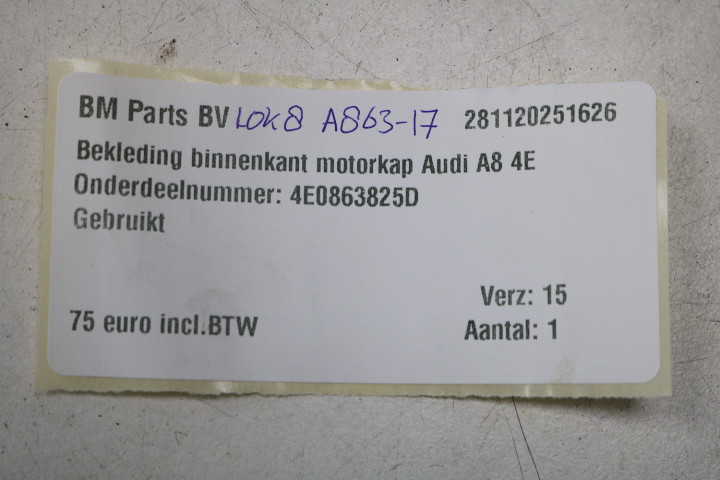 BM Parts BV LOK8 A863-17 281120251626
Bekleding binnenkant motorkap Audi A8 4E
Onderdeelnummer: 4E0863825D
Gebruikt
Verz: 15
75 euro incl.BTW Aantal: 1